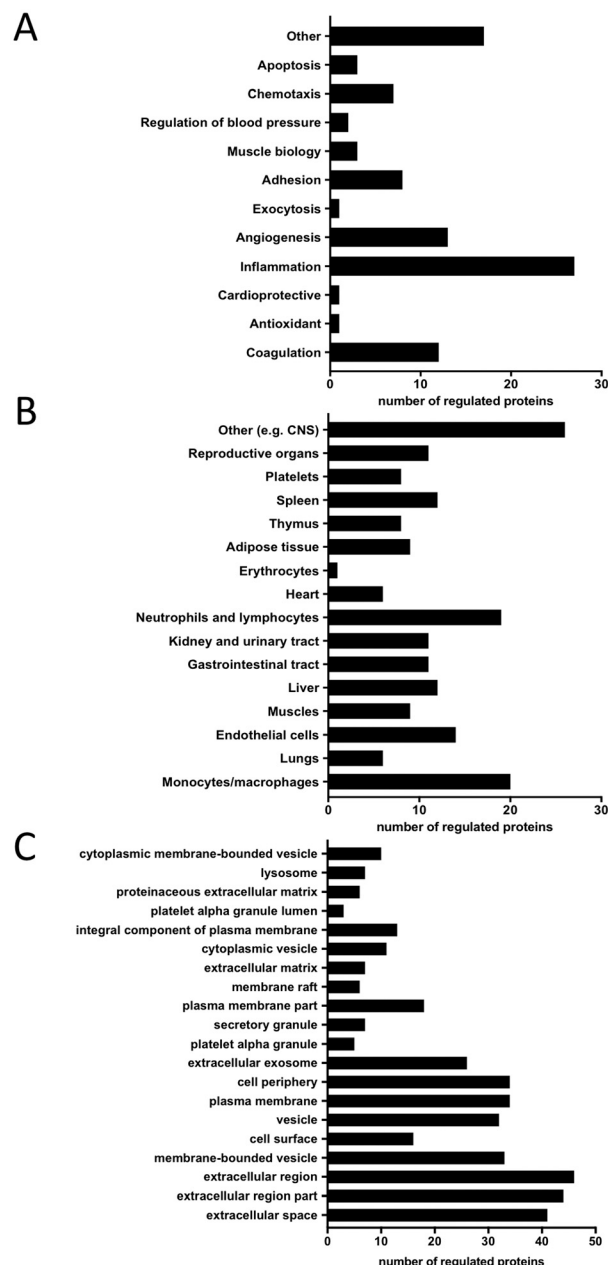 A
Other
Apoptosis
Chemotaxis
Regulation of blood pressure
Muscle biology
Adhesion
Exocytosis
Angiogenesis
Inflammation
Cardioprotective
Antioxidant
Coagulation
0 10 20 30
number of regulated proteins
B
Other (e.g. CNS)
Reproductive organs
Platelets
Spleen
Thymus
Adipose tissue
Erythrocytes
Heart
Neutrophils and lymphocytes
Kidney and urinary tract
Gastrointestinal tract
Liver
Muscles
Endothelial cells
Lungs
Monocytes/macrophages
0 10 20 30
number of regulated proteins
C
cytoplasmic membrane-bounded vesicle
lysosome
proteinaceous extracellular matrix
platelet alpha granule lumen
integral component of plasma membrane
cytoplasmic vesicle
extracellular matrix
membrane raft
plasma membrane part
secretory granule
platelet alpha granule
extracellular exosome
cell periphery
plasma membrane
vesicle
cell surface
membrane-bounded vesicle
extracellular region
extracellular region part
extracellular space
0 10 20 30 40 50
number of regulated proteins